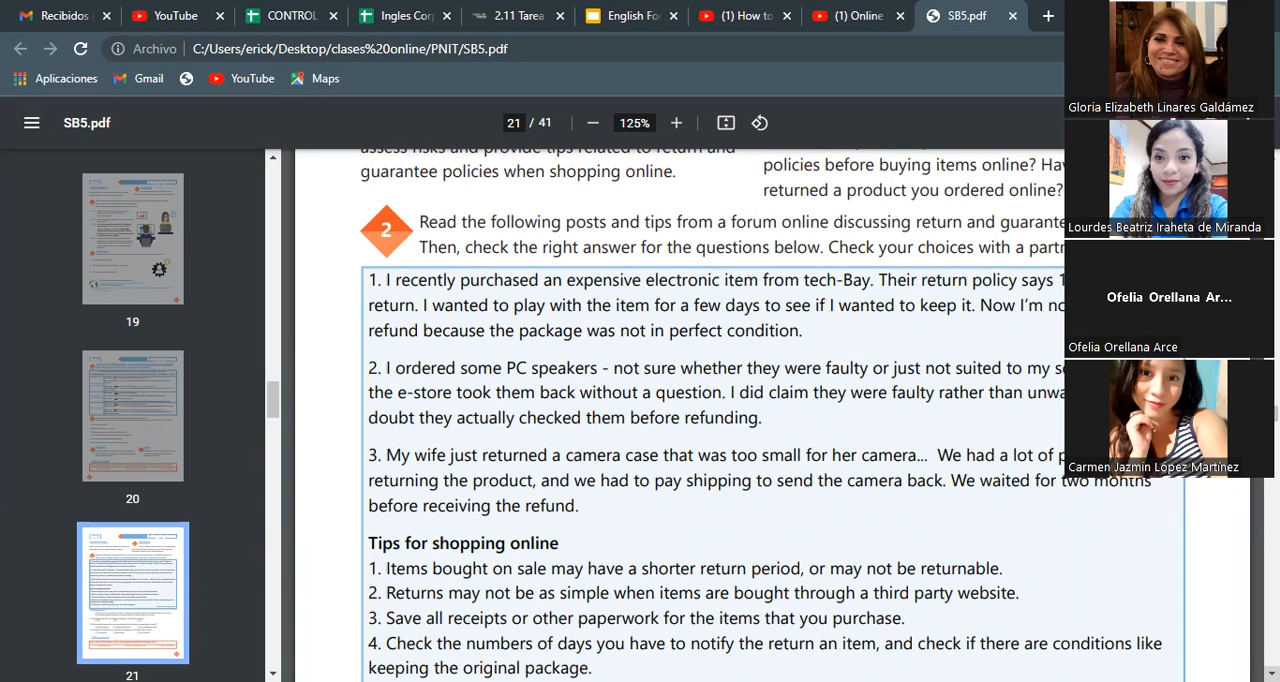 Recibidos
YouTube
CONTROL
Ingles Cor
2.11 Tarea
English Fo
(1) How to
(1) Online
SB5.pdf
Archivo
C:/Users/erick/Desktop/clases%20online/PNIT/SB5.pdf
Aplicaciones
Gmail
YouTube
Maps
SB5.pdf
21 / 41
125%
19
20
21
assess risks and provide tips related to return and
guarantee policies when shopping online.
policies before buying items online? Ha
returned a product you ordered online?
2
Read the following posts and tips from a forum online discussing return and guarante
Then check the right answer for the questions below. Check your choices with a part
1. I recently purchased an expensive electronic item from tech-Bay. Their return policy says 1
return. I wanted to play with the item for a few days to see if I wanted to keep it. Now I'm no
refund because the package was not in perfect condition.
2. I ordered some PC speakers - not sure whether they were faulty or just not suited to my s
the e-store took them back without a question. I did claim they were faulty rather than unwa
doubt they actually checked them before refunding.
3. My wife just returned a camera case that was too small for her camera... We had a lot of p
returning the product, and we had to pay shipping to send the camera back. We waited for two months
before receiving the refund.
Tips for shopping online
1. Items bought on sale may have a shorter return period or may not be returnable.
2. Returns may not be simple when items are bought through a third party website.
3. Save all receipts or other paperwork for the items that you purchase.
4. Check the numbers of days you have to notify the return an item, and check if there are conditions like
keeping the original package.
Gloria Elizabeth Linares Galdámez
Lourdes Beatriz Iraheta de Miranda
Ofelia Orellana Ar...
Ofelia Orellana Arce
Carmen Jazmin López Martínez